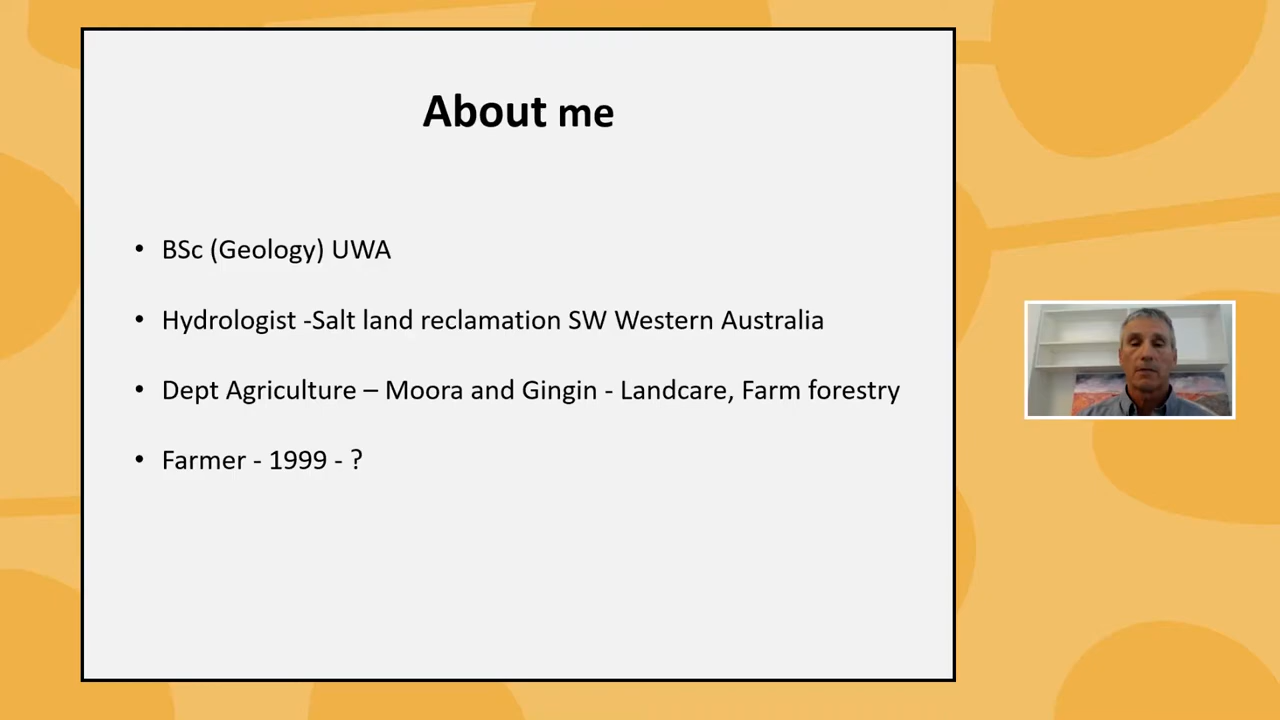 About me
• BSc (Geology) UWA
• Hydrologist -Salt land reclamation SW Western Australia
• Dept Agriculture – Moora and Gingin - Landcare, Farm forestry
• Farmer - 1999 - ?